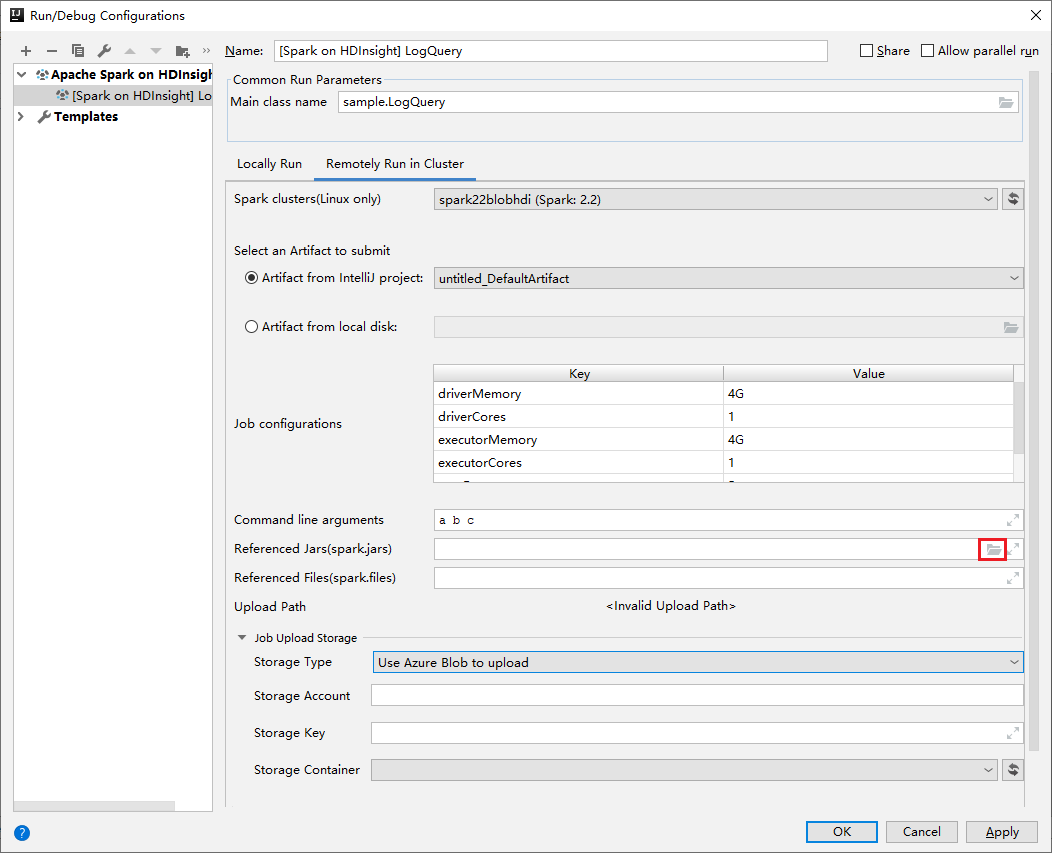 Run/Debug Configurations
Name: [Spark on HDInsight] LogQuery Share Allow parallel run
Apache Spark on HDInsigh
[Spark on HDInsight] Lo
Templates
Common Run Parameters
Main class name sample.LogQuery
Locally Run Remotely Run in Cluster
Spark clusters(Linux only) spark22blobhdi (Spark: 2.2)
Select an Artifact to submit
Artifact from IntelliJ project: untitled_DefaultArtifact
Artifact from local disk:
Job configurations
Key Value
driverMemory 4G
driverCores 1
executorMemory 4G
executorCores 1
Command line arguments a b c
Referenced Jars(spark.jars)
Referenced Files(spark.files)
Upload Path <Invalid Upload Path>
Job Upload Storage
Storage Type Use Azure Blob to upload
Storage Account
Storage Key
Storage Container
? OK Cancel Apply